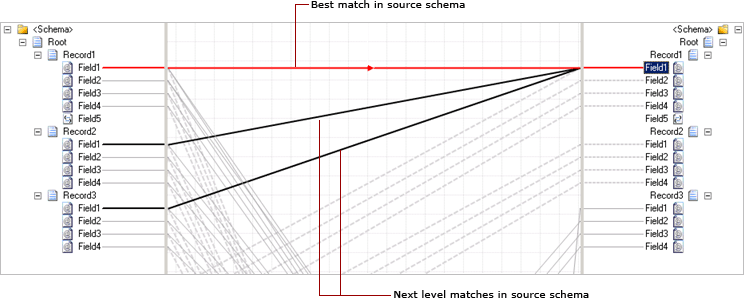 Best match in source schema
<Schema> <Schema>
Root Root
Record1 Record1
Field1 Field1
Field2 Field2
Field3 Field3
Field4 Field4
Field5 Field5
Record2 Record2
Field1 Field1
Field2 Field2
Field3 Field3
Field4 Field4
Record3 Record3
Field1 Field1
Field2 Field2
Field3 Field3
Field4 Field4
Next level matches in source schema